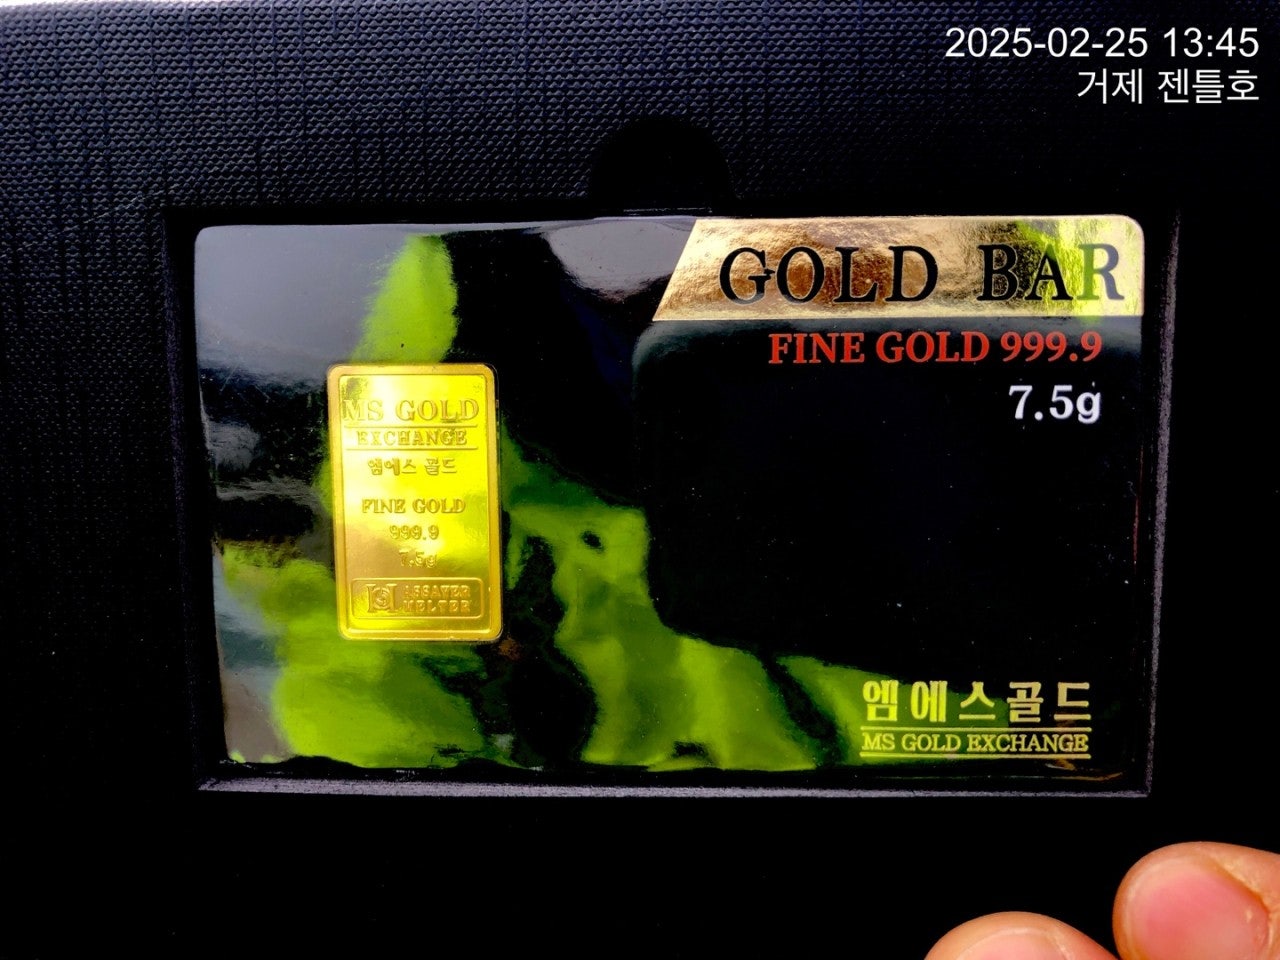 2025-02-25 13:45
거제 젠틀호
GOLD BAR
FINE GOLD 999.9
7.5g
MS GOLD
EXCHANGE
엠에스 골드
FINE GOLD
999.9
7.5g
ASSAYER
MELTER
엠에스골드
MS GOLD EXCHANGE